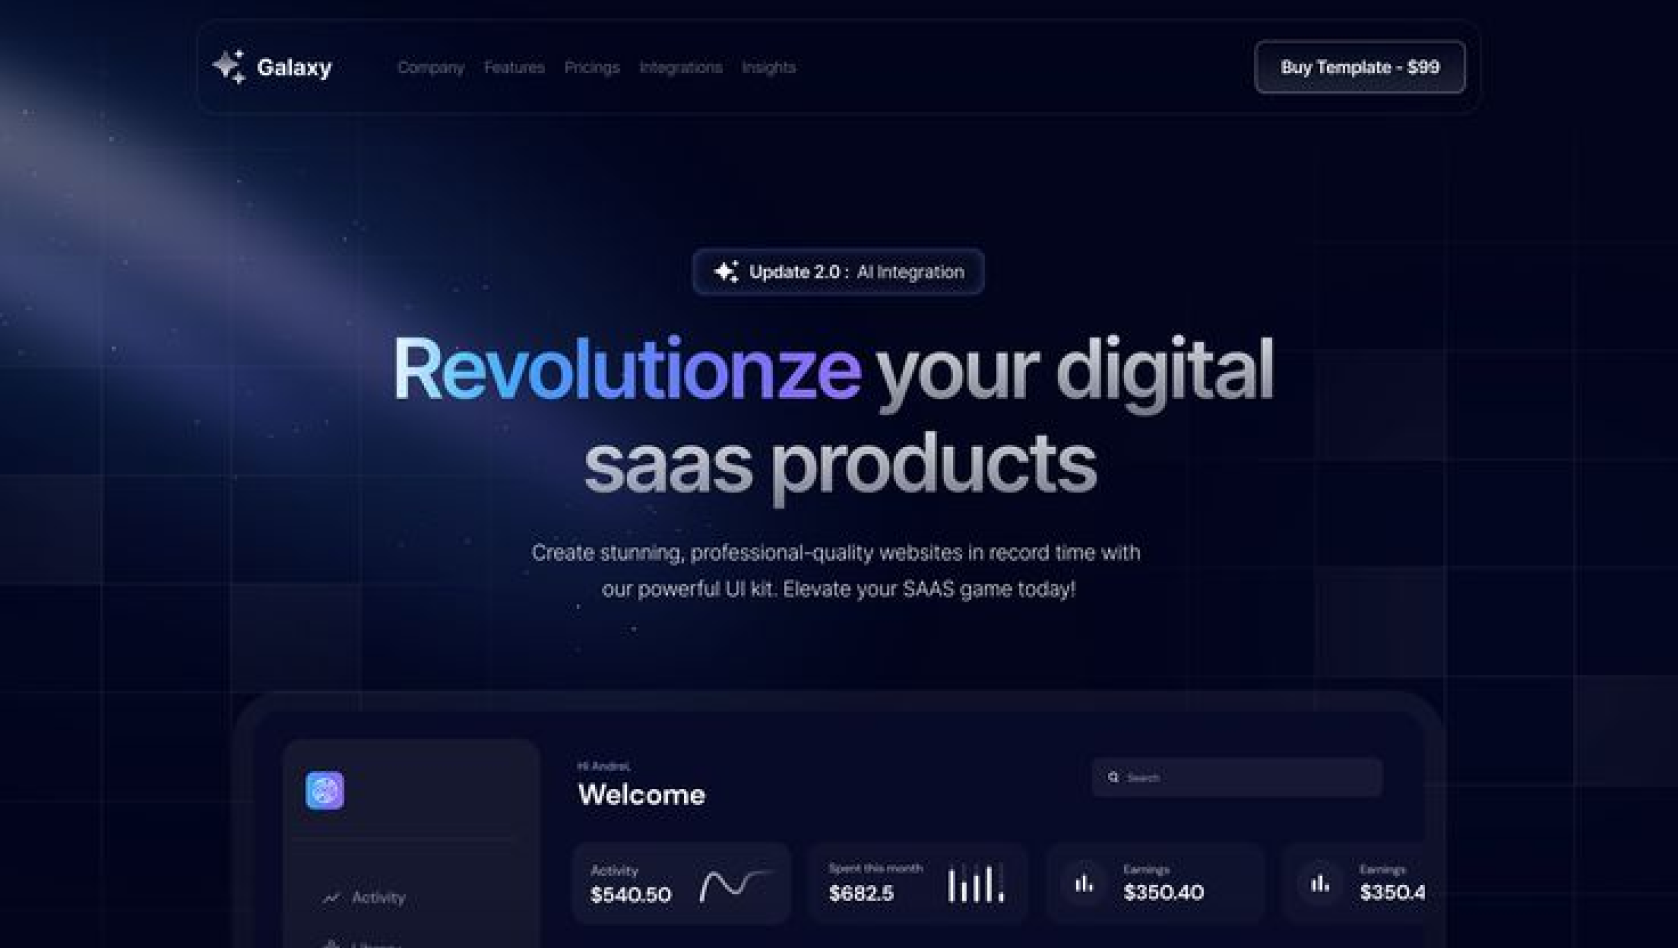 Galaxy
Company Features Pricings Integrations Insights
Buy Template - $99
Update 2.0 : AI Integration
Revolutionze your digital
saas products
Create stunning, professional-quality websites in record time with
our powerful UI kit. Elevate your SAAS game today!
Hi Andrei,
Welcome
Search
Activity
$540.50
Spent this month
$682.5
Earnings
$350.40
Earnings
$350.4
Activity